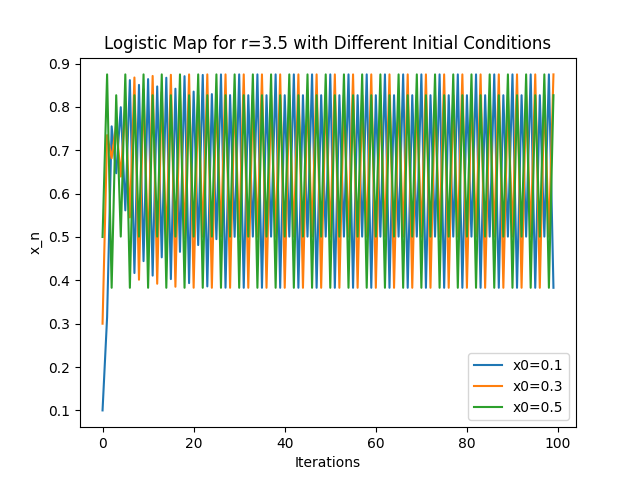 Logistic Map for r=3.5 with Different Initial Conditions
0.9
0.8
0.7
0.6
0.5
0.4
0.3
0.2
0.1
x_n
0 20 40 60 80 100
Iterations
x0=0.1
x0=0.3
x0=0.5